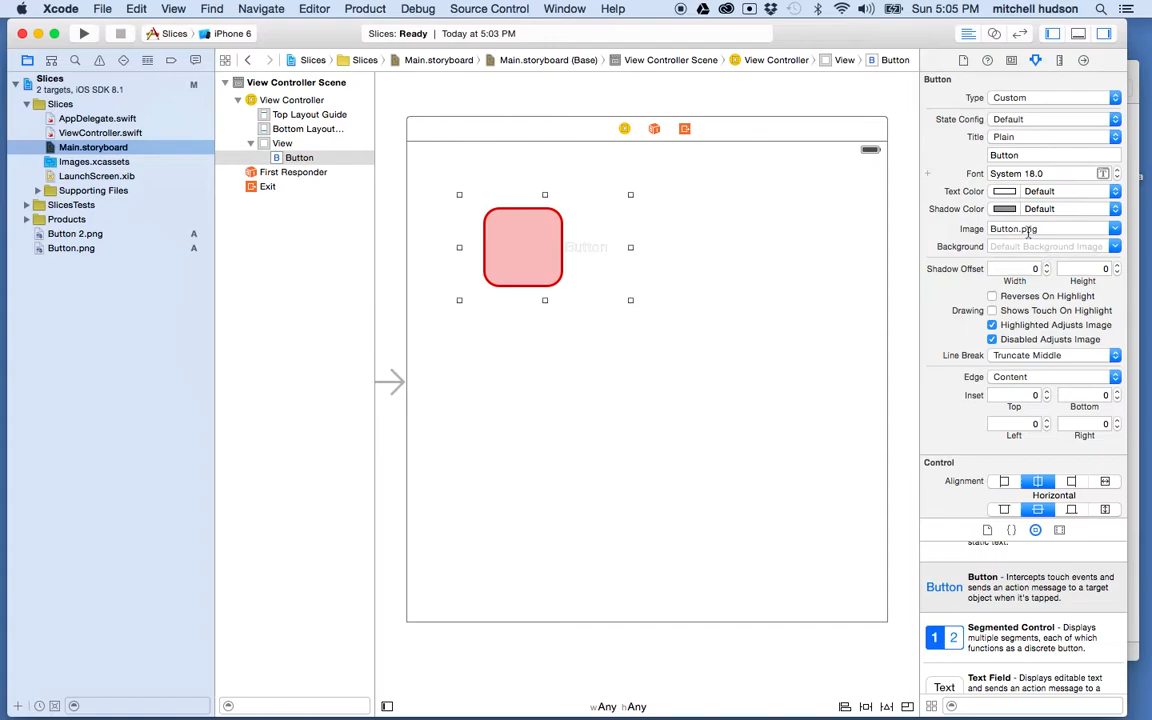 Xcode File Edit View Find Navigate Editor Product Debug Source Control Window Help Sun 5:05 PM mitchell hudson
Slices iPhone 6 Slices: Ready Today at 5:03 PM
Slices Slices Main.storyboard Main.storyboard (Base) View Controller Scene View Controller View Button
Slices
2 targets, iOS SDK 8.1
M
Slices
AppDelegate.swift
ViewController.swift
Main.storyboard
Images.xcassets
LaunchScreen.xib
Supporting Files
SlicesTests
Products
Button 2.png A
Button.png A
View Controller Scene
View Controller
Top Layout Guide
Bottom Layout...
View
B Button
First Responder
Exit
Button
wAny hAny
Button
Type Custom
State Config Default
Title Plain
Button
Font System 18.0 T
Text Color Default
Shadow Color Default
Image Button.png
Background Default Background Image
Shadow Offset 0 0
Width Height
Reverses On Highlight
Drawing Shows Touch On Highlight
Highlighted Adjusts Image
Disabled Adjusts Image
Line Break Truncate Middle
Edge Content
Inset 0 0
Top Bottom
0 0
Left Right
Control
Alignment
Horizontal
static text.
Button Button - Intercepts touch events and
sends an action message to a target
object when it's tapped.
1 2 Segmented Control - Displays
multiple segments, each of which
functions as a discrete button.
Text Text Field - Displays editable text
and sends an action message to a